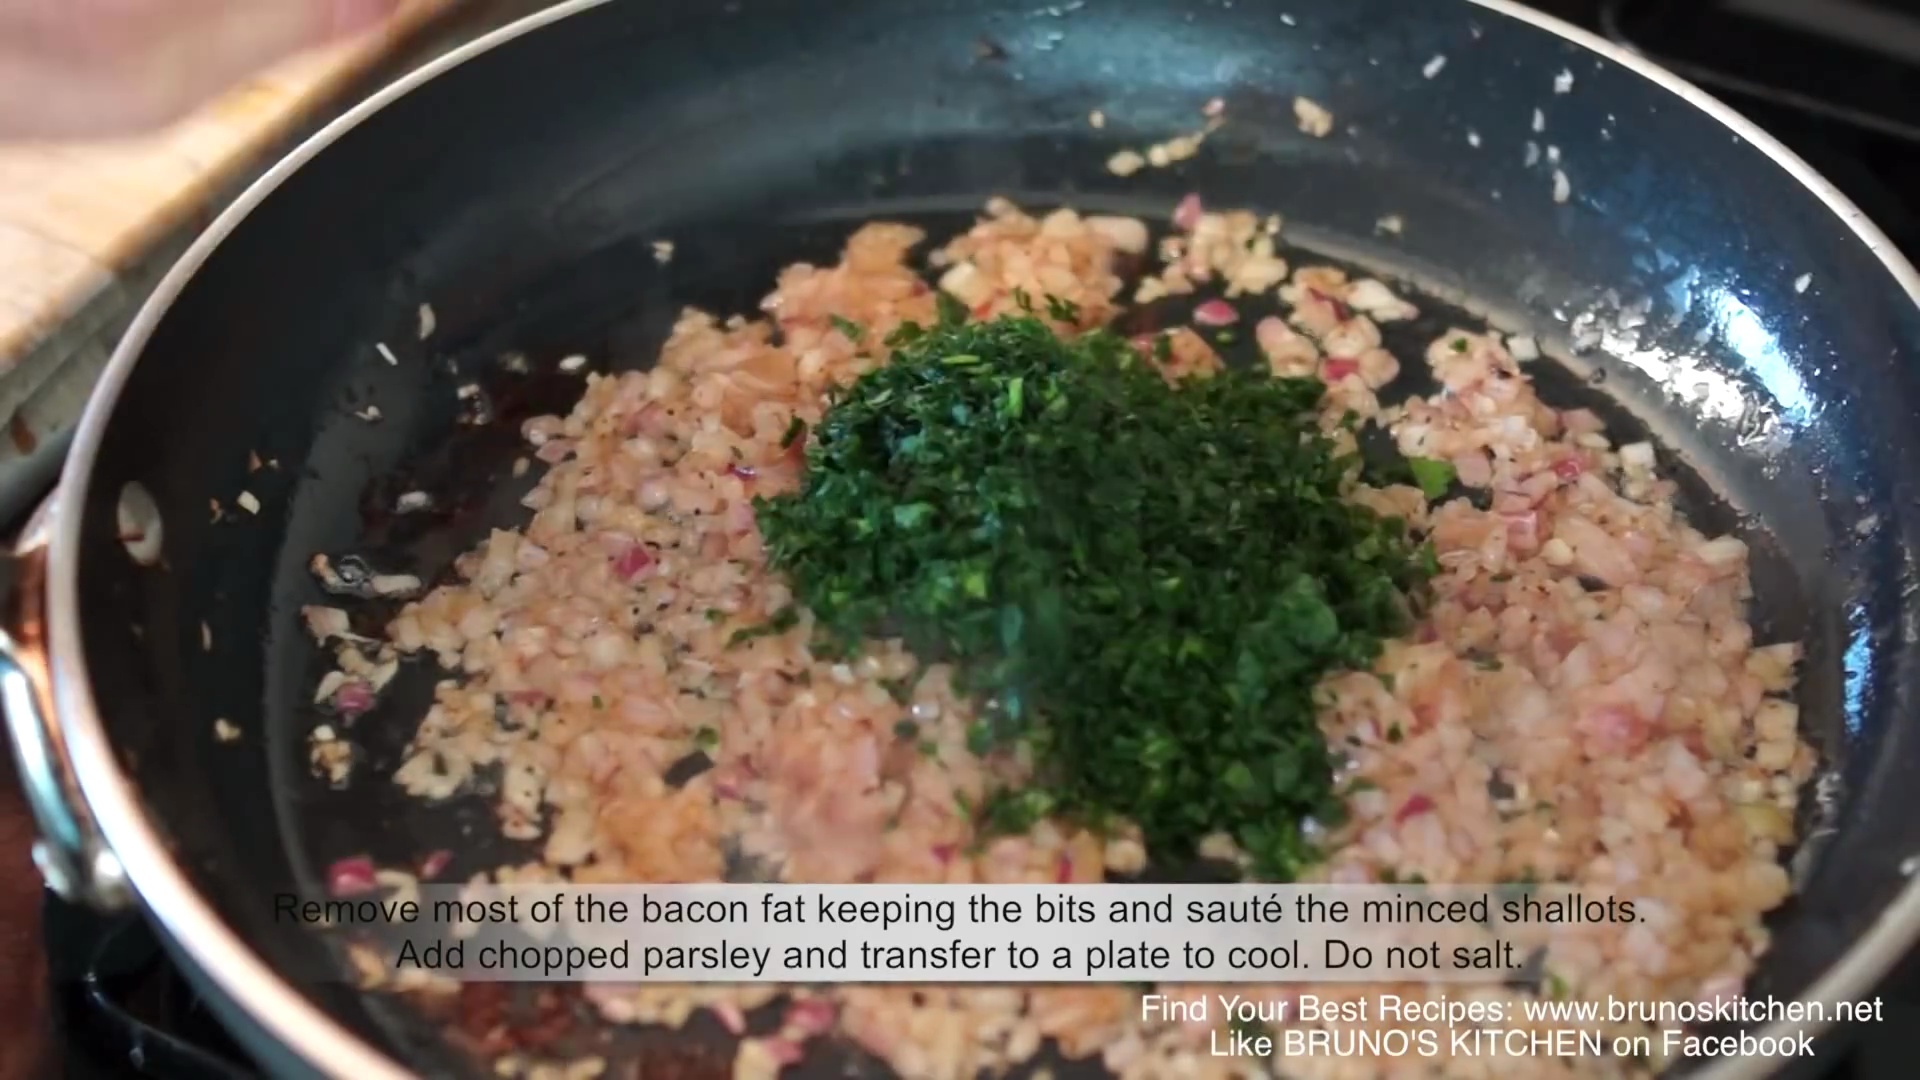 Remove most of the bacon fat keeping the bits and sauté the minced shallots.
Add chopped parsley and transfer to a plate to cool. Do not salt.
Find Your Best Recipes: www.brunoskitchen.net
Like BRUNO'S KITCHEN on Facebook